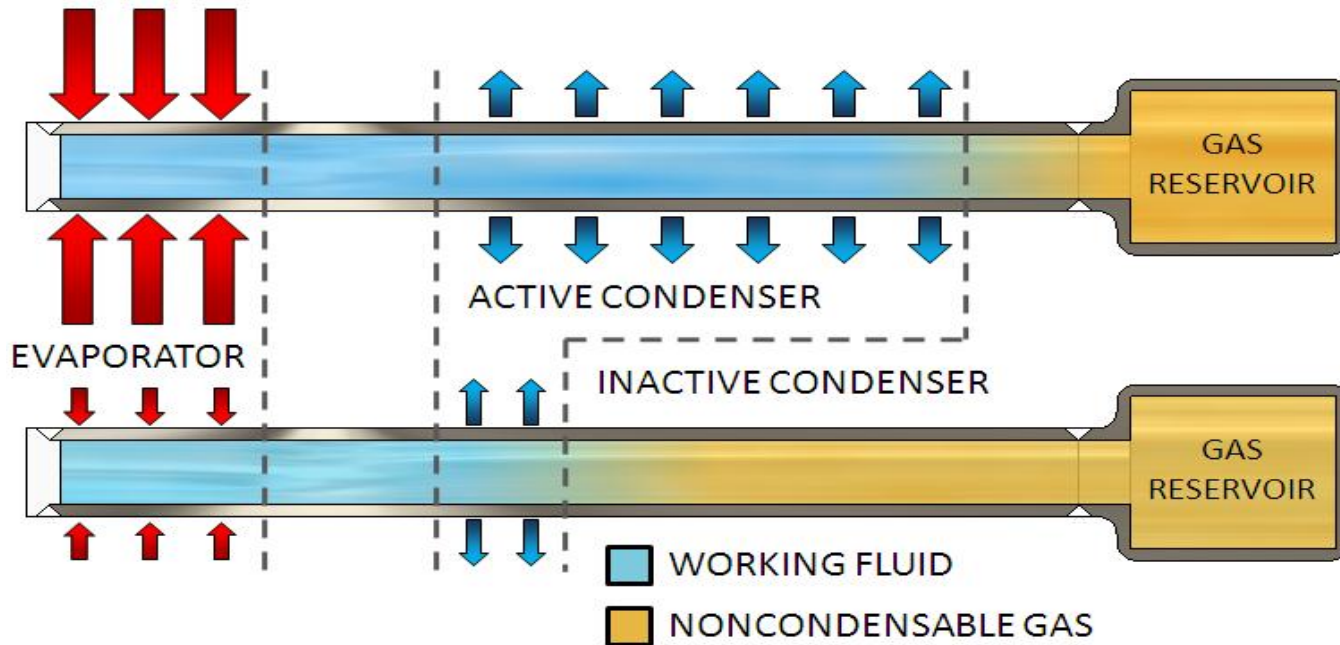 GAS
RESERVOIR
ACTIVE CONDENSER
EVAPORATOR
INACTIVE CONDENSER
GAS
RESERVOIR
WORKING FLUID
NONCONDENSABLE GAS